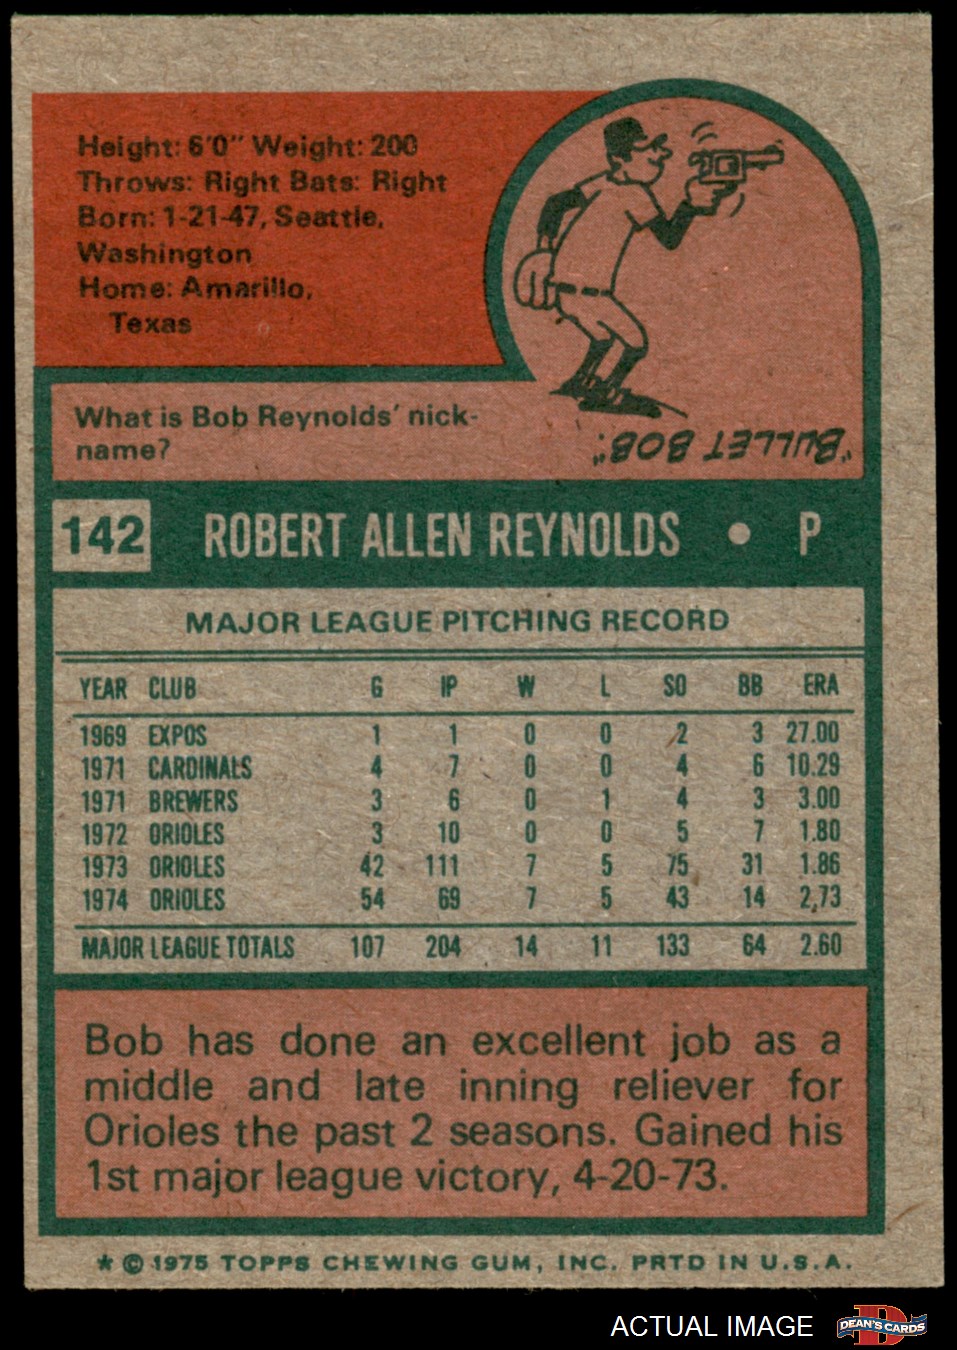 Height: 6'0" Weight: 200
Throws: Right Bats: Right
Born: 1-21-47, Seattle,
Washington
Home: Amarillo,
Texas
What is Bob Reynolds' nick-
name?
"BULLET BOB".
142 ROBERT ALLEN REYNOLDS • P
MAJOR LEAGUE PITCHING RECORD
YEAR CLUB G IP W L SO BB ERA
1969 EXPOS 1 1 0 0 2 3 27.00
1971 CARDINALS 4 7 0 0 4 6 10.29
1971 BREWERS 3 6 0 1 4 3 3.00
1972 ORIOLES 3 10 0 0 5 7 1.80
1973 ORIOLES 42 111 7 5 75 31 1.86
1974 ORIOLES 54 69 7 5 43 14 2.73
MAJOR LEAGUE TOTALS 107 204 14 11 133 64 2.60
Bob has done an excellent job as a
middle and late inning reliever for
Orioles the past 2 seasons. Gained his
1st major league victory, 4-20-73.
* © 1975 TOPPS CHEWING GUM, INC. PRTD IN U.S.A.
ACTUAL IMAGE DEAN'S CARDS